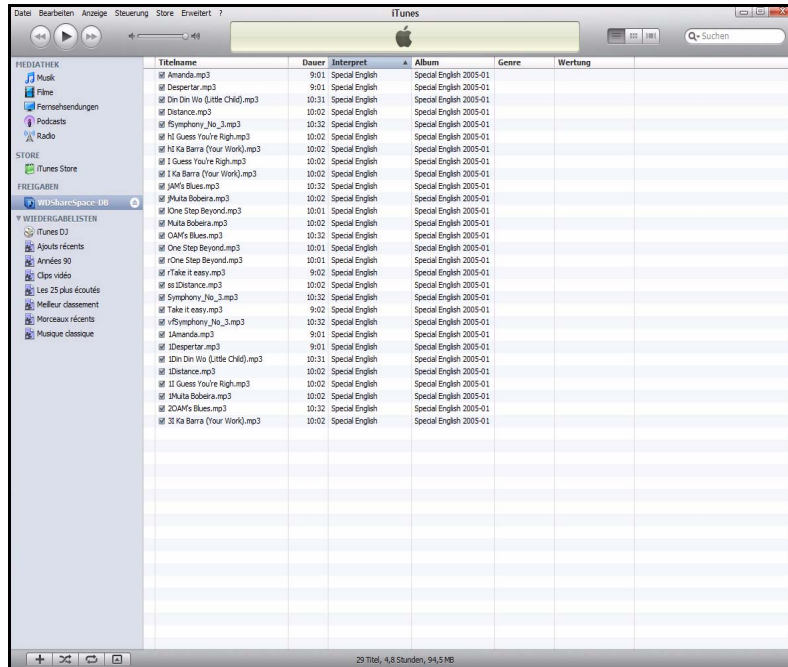 Datei Bearbeiten Anzeige Steuerung Store Erweitert ?
iTunes
Suchen
MEDIATHEK
Musik
Filme
Fernsehsendungen
Podcasts
Radio
STORE
iTunes Store
FREIGABEN
WDShareSpace-DB
WIEDERGABELISTEN
iTunes DJ
Ajouts récents
Années 90
Clips vidéo
Les 25 plus écoutés
Meilleur classement
Morceaux récents
Musique classique
Titelname Dauer Interpret Album Genre Wertung
Amanda.mp3 9:01 Special English Special English 2005-01
Despertar.mp3 9:01 Special English Special English 2005-01
Din Din Wo (Little Child).mp3 10:31 Special English Special English 2005-01
Distance.mp3 10:02 Special English Special English 2005-01
fSymphony_No_3.mp3 10:32 Special English Special English 2005-01
hI Guess You're Righ.mp3 10:02 Special English Special English 2005-01
hI Ka Barra (Your Work).mp3 10:02 Special English Special English 2005-01
I Guess You're Righ.mp3 10:02 Special English Special English 2005-01
I Ka Barra (Your Work).mp3 10:02 Special English Special English 2005-01
jAM's Blues.mp3 10:32 Special English Special English 2005-01
jMuita Bobeira.mp3 10:02 Special English Special English 2005-01
lOne Step Beyond.mp3 10:01 Special English Special English 2005-01
Muita Bobeira.mp3 10:02 Special English Special English 2005-01
OAM's Blues.mp3 10:32 Special English Special English 2005-01
One Step Beyond.mp3 10:01 Special English Special English 2005-01
rOne Step Beyond.mp3 10:01 Special English Special English 2005-01
rTake it easy.mp3 9:02 Special English Special English 2005-01
ss1Distance.mp3 10:02 Special English Special English 2005-01
Symphony_No_3.mp3 10:32 Special English Special English 2005-01
Take it easy.mp3 9:02 Special English Special English 2005-01
vfSymphony_No_3.mp3 10:32 Special English Special English 2005-01
1Amanda.mp3 9:01 Special English Special English 2005-01
1Despertar.mp3 9:01 Special English Special English 2005-01
1Din Din Wo (Little Child).mp3 10:31 Special English Special English 2005-01
1Distance.mp3 10:02 Special English Special English 2005-01
1I Guess You're Righ.mp3 10:02 Special English Special English 2005-01
1Muita Bobeira.mp3 10:02 Special English Special English 2005-01
2OAM's Blues.mp3 10:32 Special English Special English 2005-01
3I Ka Barra (Your Work).mp3 10:02 Special English Special English 2005-01
29 Titel, 4,8 Stunden, 94,5 MB